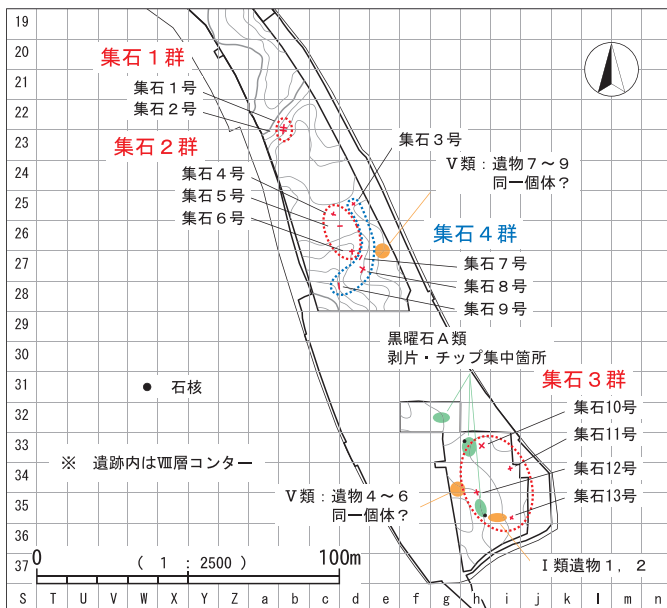 19
20
21
22
23
24
25
26
27
28
29
30
31
32
33
34
35
36
37
集石1群
集石1号
集石2号
集石2群
集石4号
集石5号
集石6号
集石3号
Ⅴ類：遺物7～9
同一個体？
集石4群
集石7号
集石8号
集石9号
黒曜石A類
剥片・チップ集中箇所
集石3群
集石10号
集石11号
集石12号
集石13号
● 石核
※ 遺跡内はⅧ層コンター
Ⅴ類：遺物4～6
同一個体？
Ⅰ類遺物1，2
0 （ 1 : 2500 ） 100m
S T U V W X Y Z a b c d e f g h i j k l m n